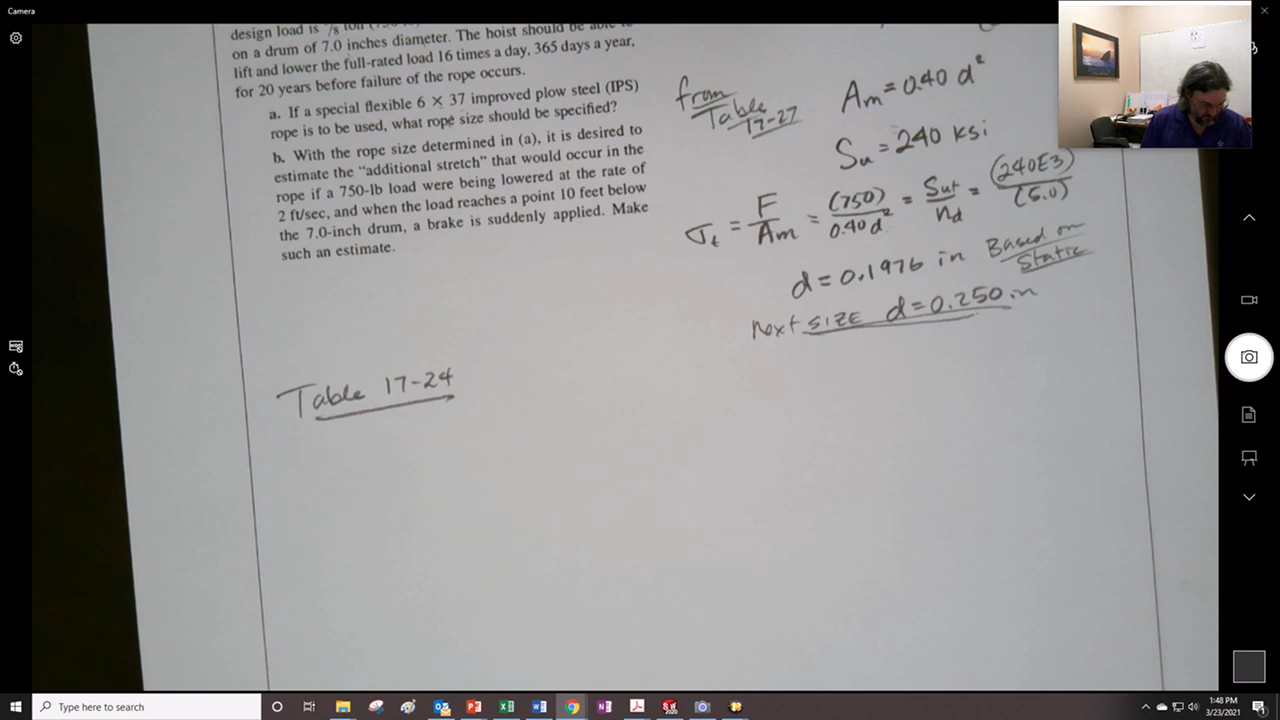 Camera
design load is
on a drum of 7.0 inches diameter. The hoist should be able to
lift and lower the full-rated load 16 times a day, 365 days a year,
for 20 years before failure of the rope occurs.
a. If a special flexible 6 × 37 improved plow steel (IPS)
rope is to be used, what rope size should be specified?
b. With the rope size determined in (a), it is desired to
estimate the "additional stretch" that would occur in the
rope if a 750-lb load were being lowered at the rate of
2 ft/sec, and when the load reaches a point 10 feet below
the 7.0-inch drum, a brake is suddenly applied. Make
such an estimate.
from
Table
17-27
Am = 0.40 d²
Su = 240 ksi
σt = F/Am = (750)/0.40 d² = Sut/nd = (240E3)/(5.0)
d = 0.1976 in Based on
Static
next SIZE d = 0.250 in
Table 17-24
Type here to search
1:48 PM
3/23/2021